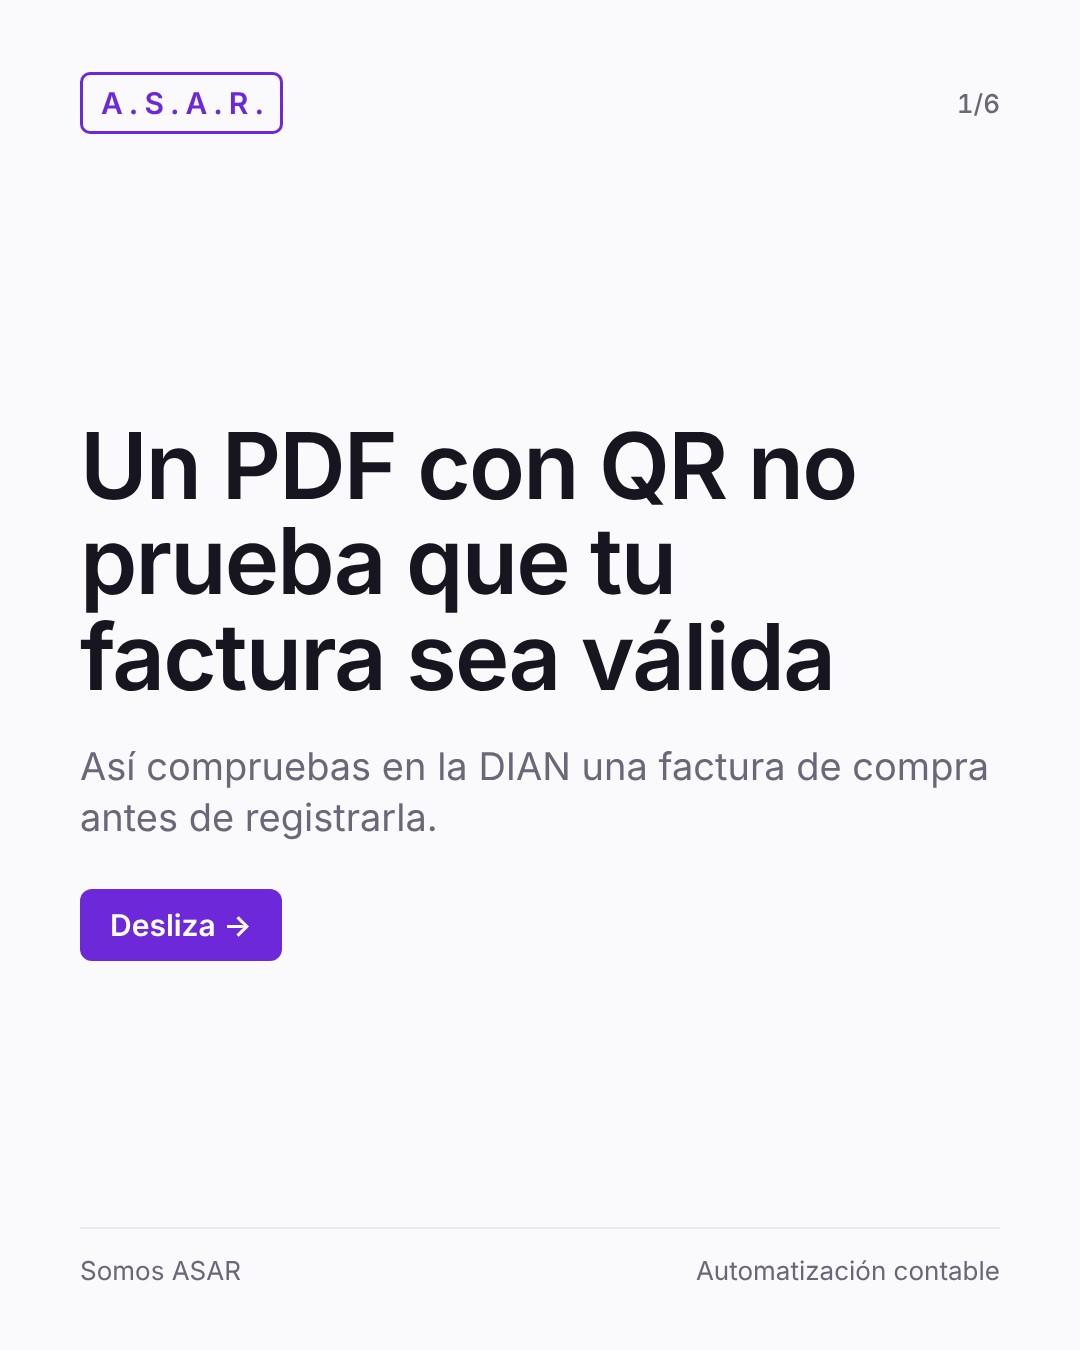 A.S.A.R.
1/6
Un PDF con QR no
prueba que tu
factura sea válida
Así compruebas en la DIAN una factura de compra
antes de registrarla.
Desliza →
Somos ASAR
Automatización contable